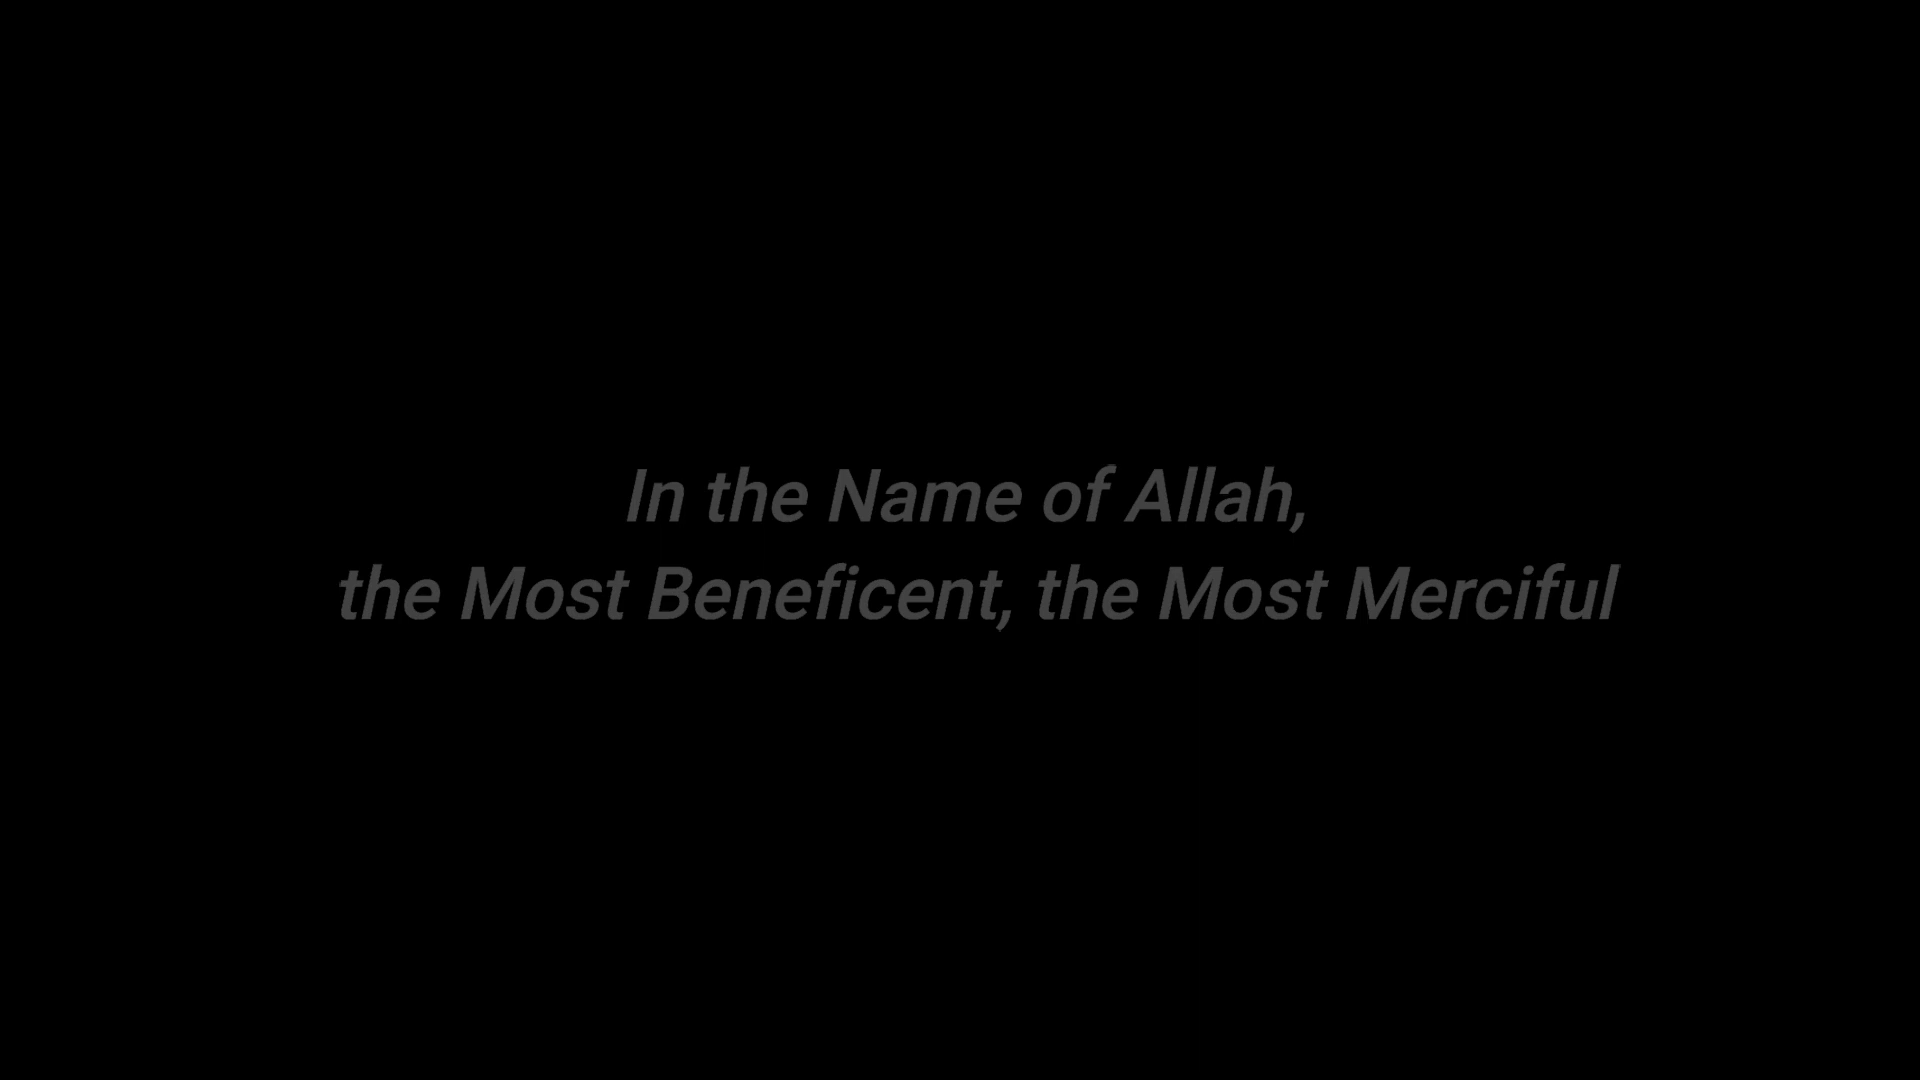 In the Name of Allah,
the Most Beneficent, the Most Merciful